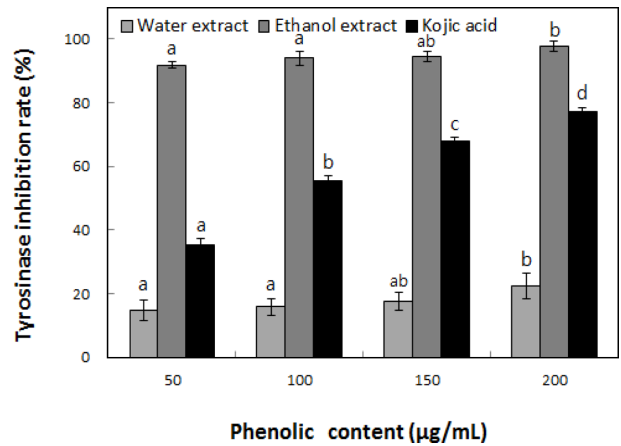 Water extract Ethanol extract Kojic acid
Tyrosinase inhibition rate (%)
100
80
60
40
20
0
a a a
a a b
ab ab c
b b d
50 100 150 200
Phenolic content (µg/mL)